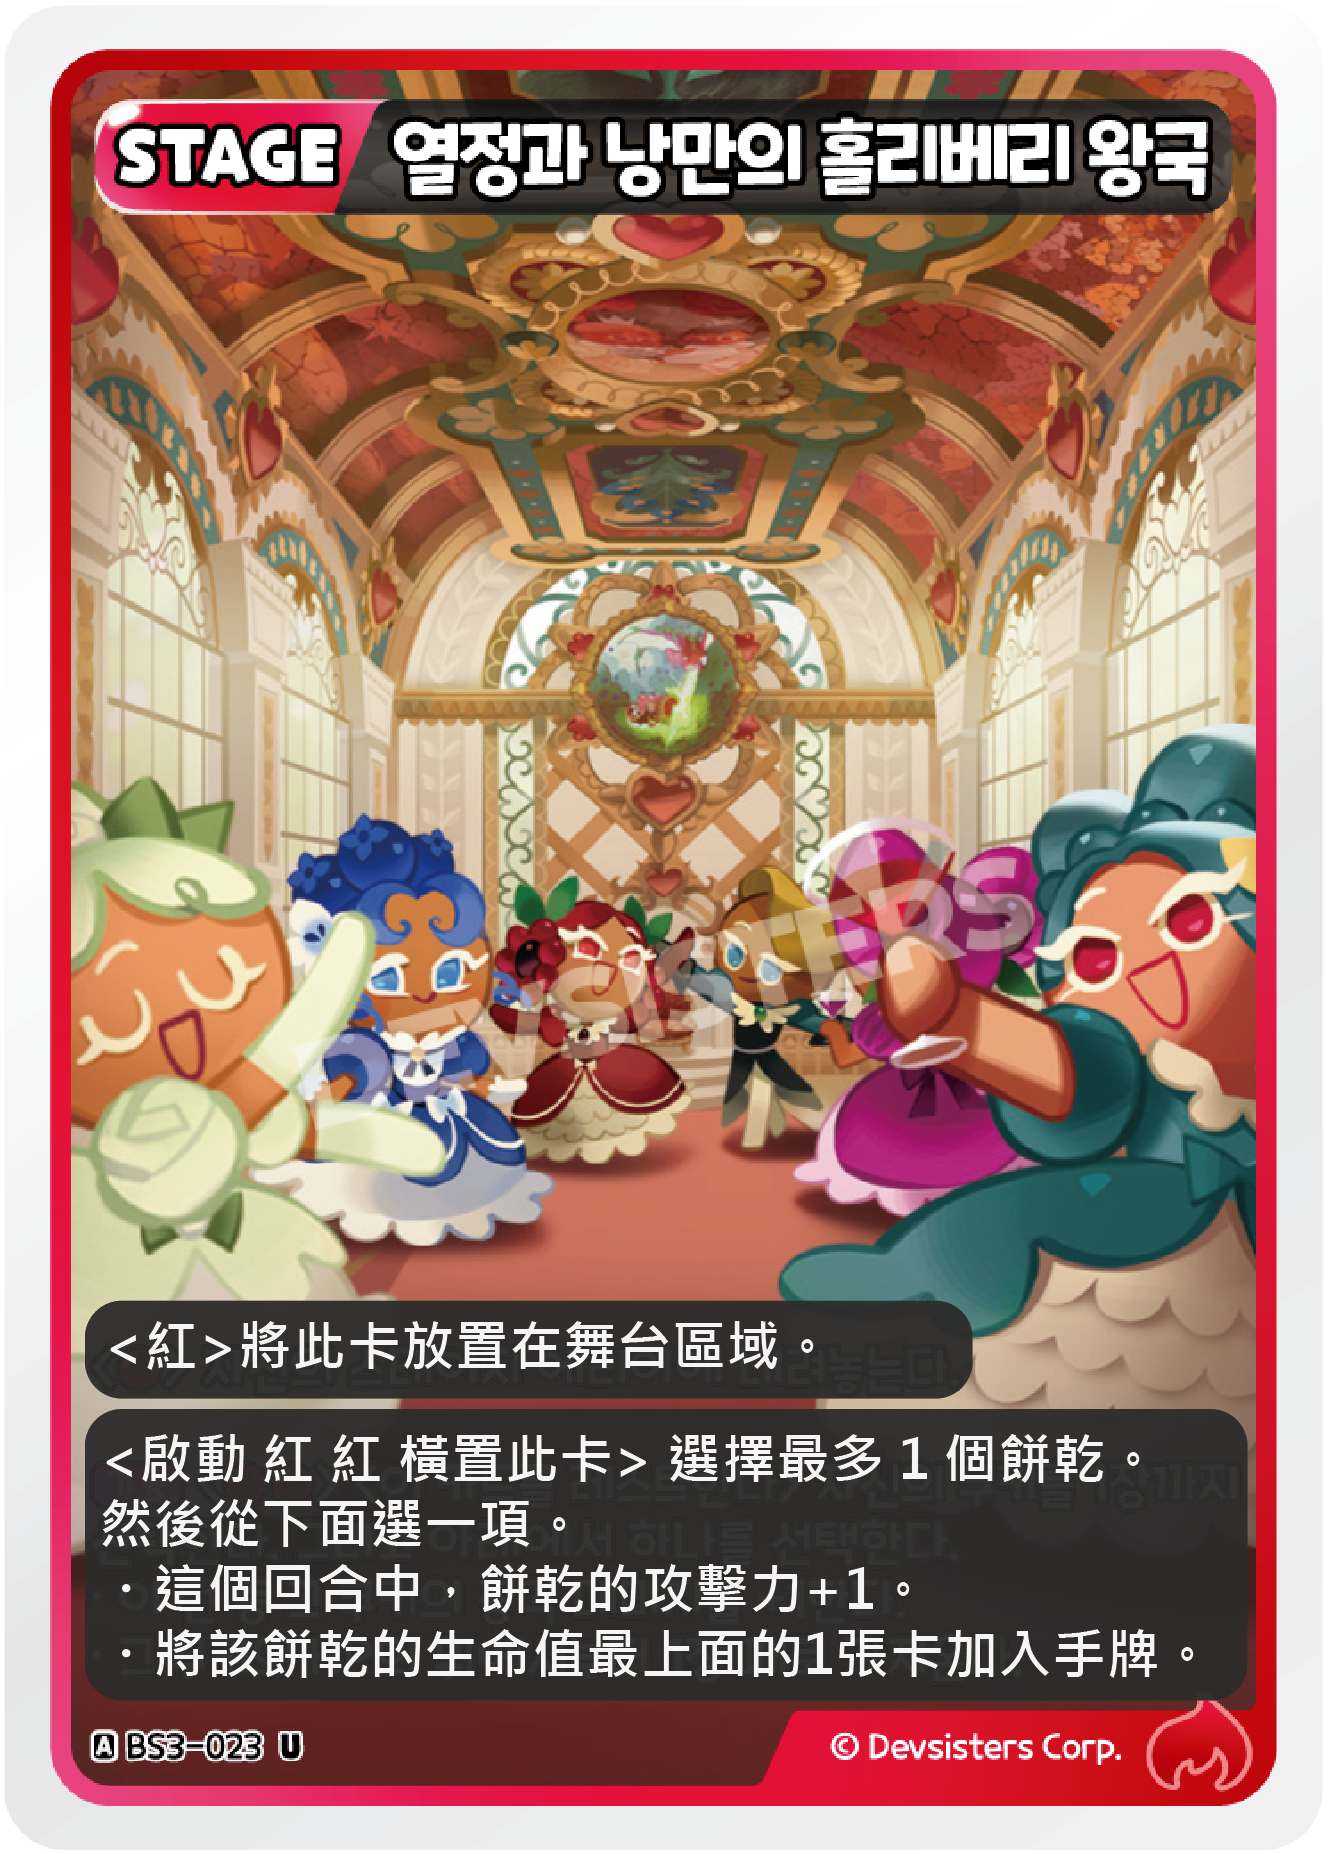 STAGE 열정과 낭만의 홀리베리 왕국
DEVSISTERS
<紅>將此卡放置在舞台區域。
<啟動 紅 紅 橫置此卡> 選擇最多 1 個餅乾。
然後從下面選一項。
·這個回合中，餅乾的攻擊力+1。
·將該餅乾的生命值最上面的1張卡加入手牌。
A BS3-023 U
© Devsisters Corp.